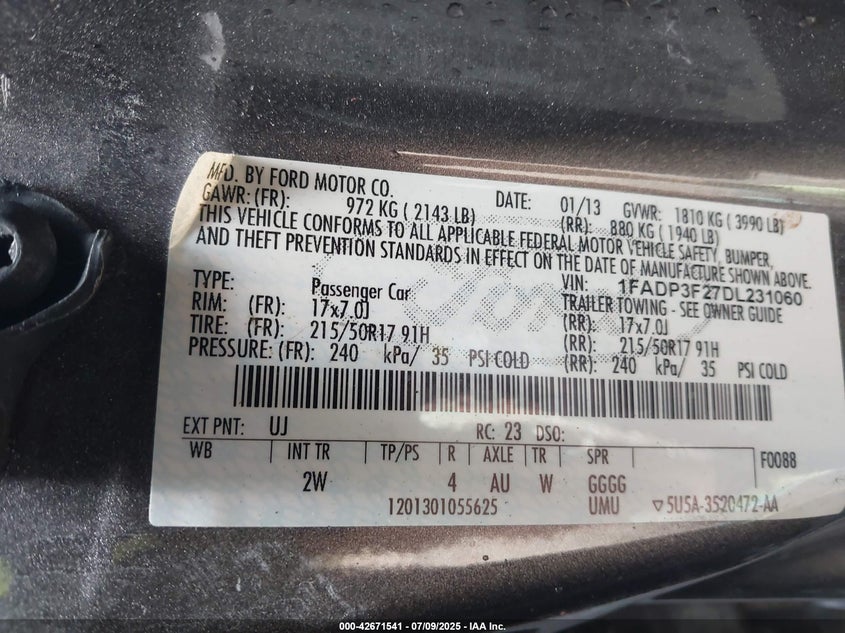 MFD. BY FORD MOTOR CO. DATE: 01/13 GVWR: 1810 KG ( 3990 LB)
GAWR: (FR): 972 KG ( 2143 LB) (RR): 880 KG ( 1940 LB)
THIS VEHICLE CONFORMS TO ALL APPLICABLE FEDERAL MOTOR VEHICLE SAFETY, BUMPER,
AND THEFT PREVENTION STANDARDS IN EFFECT ON THE DATE OF MANUFACTURE SHOWN ABOVE.
VIN: 1FADP3F27DL231060
TYPE: Passenger Car TRAILER TOWING - SEE OWNER GUIDE
RIM: (FR): 17x7.0J (RR): 17x7.0J
TIRE: (FR): 215/50R17 91H (RR): 215/50R17 91H
PRESSURE: (FR): 240 kPa/ 35 PSI COLD (RR): 240 kPa/ 35 PSI COLD
EXT PNT: UJ RC: 23 DSO:
WB INT TR TP/PS R AXLE TR SPR F0088
2W 4 AU W GGGG
1201301055625 UMU ▽5U5A-3520472-AA
000-42671541 / 07/09/2025 - IAA Inc.